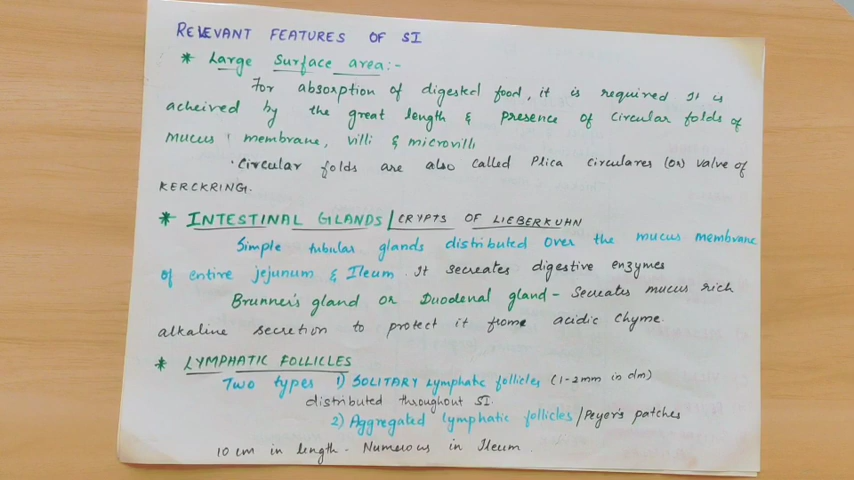 RELEVANT FEATURES OF SI
* Large Surface area:-
For absorption of digested food, it is required It is
acheived by the great length & presence of Circular folds of
mucus membrane, villi & microvilli
Circular folds are also called Plica circulares (or) valve of
KERCKRING.
* INTESTINAL GLANDS / CRYPTS OF LIEBERKUHN
Simple tubular glands distributed over the mucus membrane
of entire jejunum & Ileum. It secreates digestive enzymes
Brunner's gland or Duodenal gland - Secreates mucus rich
alkaline secretion to protect it from acidic chyme.
* LYMPHATIC FOLLICLES
Two types 1) SOLITARY lymphatic follicles (1-2mm in dm)
distributed throughout SI.
2) Aggregated lymphatic follicles / Peyer's patches
10 cm in length. Numerous in Ileum.